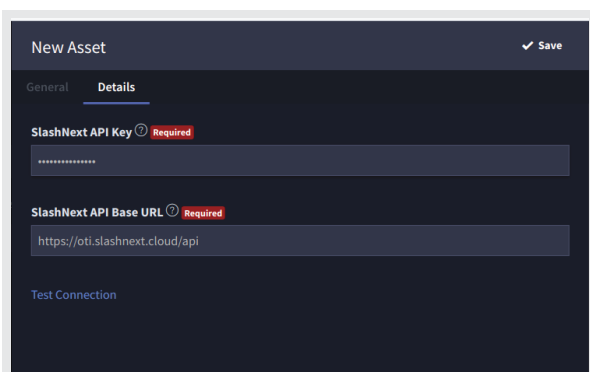 New Asset
✔ Save
General Details
SlashNext API Key ? Required
•••••••••••••••
SlashNext API Base URL ? Required
https://oti.slashnext.cloud/api
Test Connection